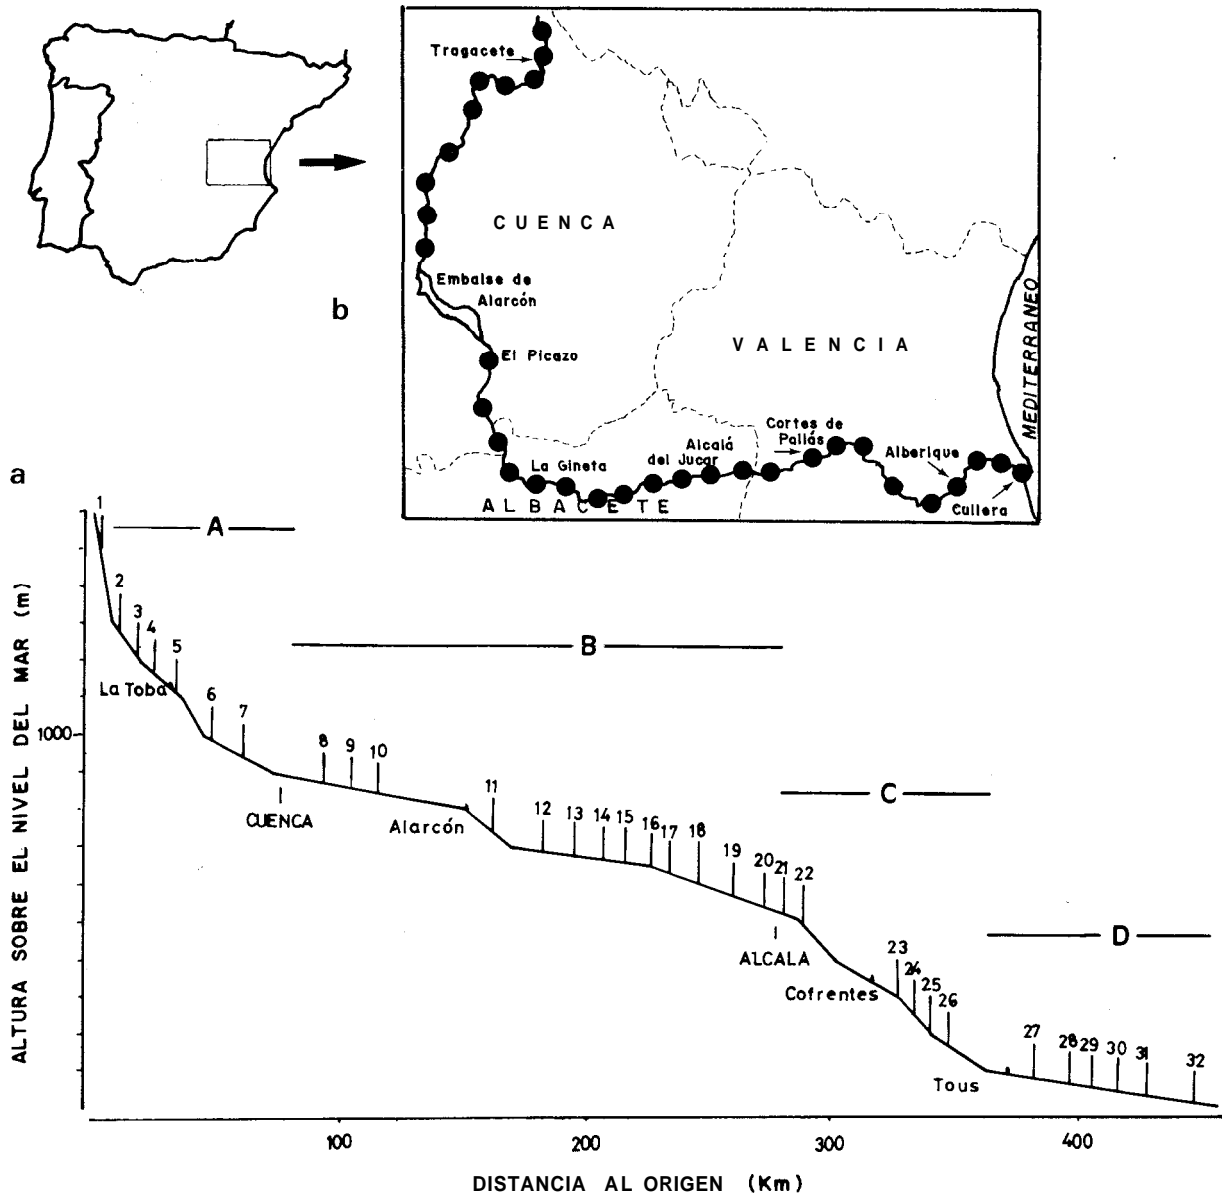 Tragacete
CUENCA
Embalse de
Alarcón
b
El Picazo
VALENCIA
MEDITERRANEO
Cortes de
Pallás
Alcalá
del Jucar
Alberique
La Gineta
ALBACETE
Cullera
a
ALTURA SOBRE EL NIVEL DEL MAR (m)
1000
A
B
C
D
1
2
3
4
5
La Toba
6
7
8
9
10
CUENCA
Alarcón
11
12
13
14
15
16
17
18
19
20
21
22
ALCALA
Cofrentes
23
24
25
26
Tous
27
28
29
30
31
32
100
200
300
400
DISTANCIA AL ORIGEN (Km)